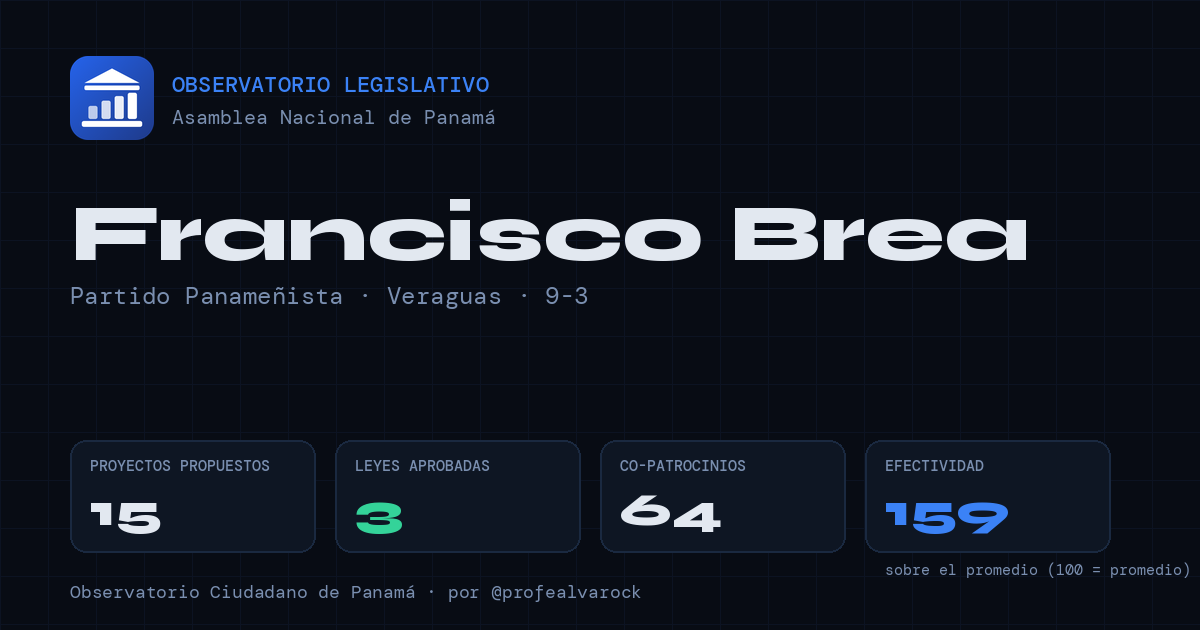 OBSERVATORIO LEGISLATIVO
Asamblea Nacional de Panamá
Francisco Brea
Partido Panameñista · Veraguas · 9-3
PROYECTOS PROPUESTOS
15
LEYES APROBADAS
3
CO-PATROCINIOS
64
EFECTIVIDAD
159
sobre el promedio (100 = promedio)
Observatorio Ciudadano de Panamá · por @profealvarock